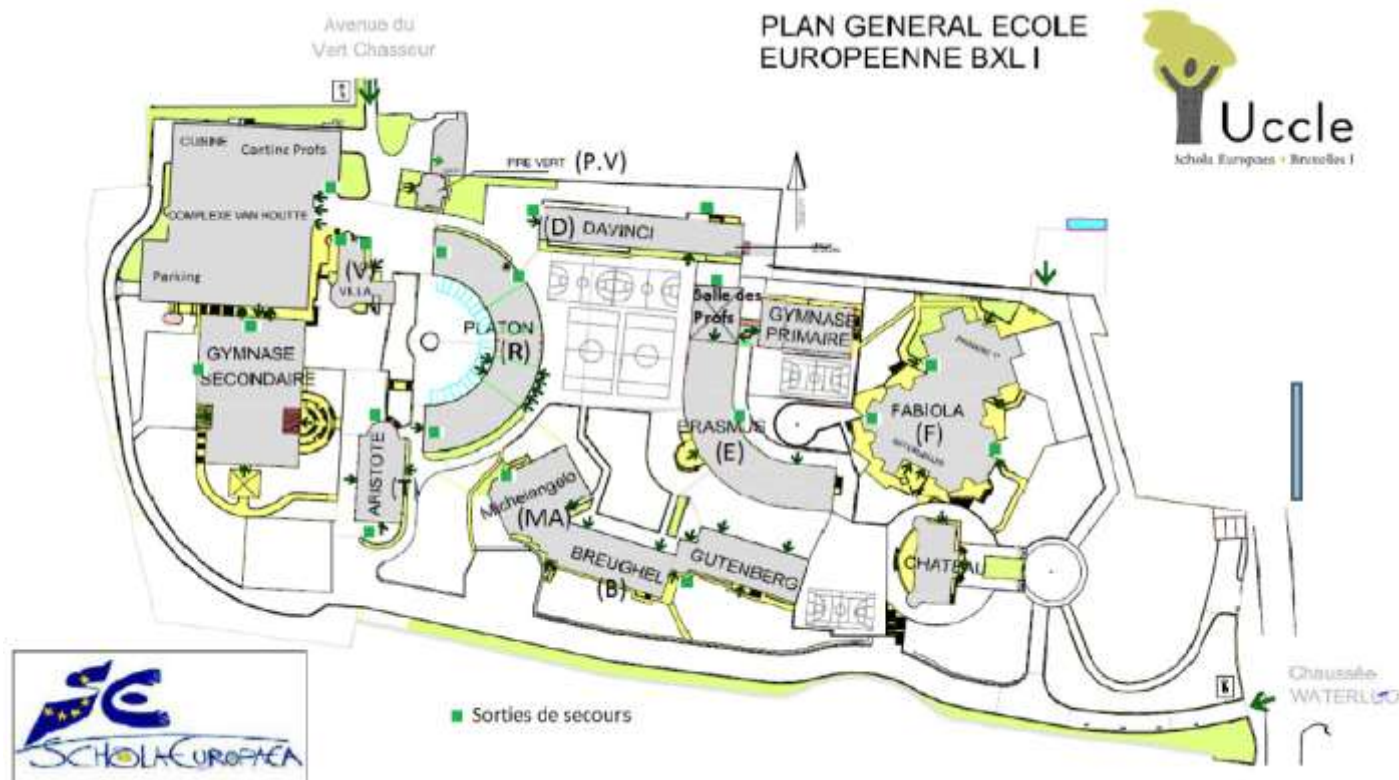 Avenue du
Vert Chasseur
PLAN GENERAL ECOLE
EUROPEENNE BXL I
Uccle
Schola Europaea • Bruxelles I
CUISINE
Cantine Profs
PRE VERT (P.V)
COMPLEXE VAN HOUTTE
(D) DAVINCI
Parking
(V)
VILLA
Salle des
Profs
GYMNASE
PRIMAIRE
PLATON
(R)
GYMNASE
SECONDAIRE
FABIOLA
(F)
ERASMUS
(E)
ARISTOTE
Michelangelo
(MA)
BREUGHEL
(B)
GUTENBERG
CHATEAU
Chaussée
WATERLOO
Sorties de secours
SE
SCHOLA EUROPAEA